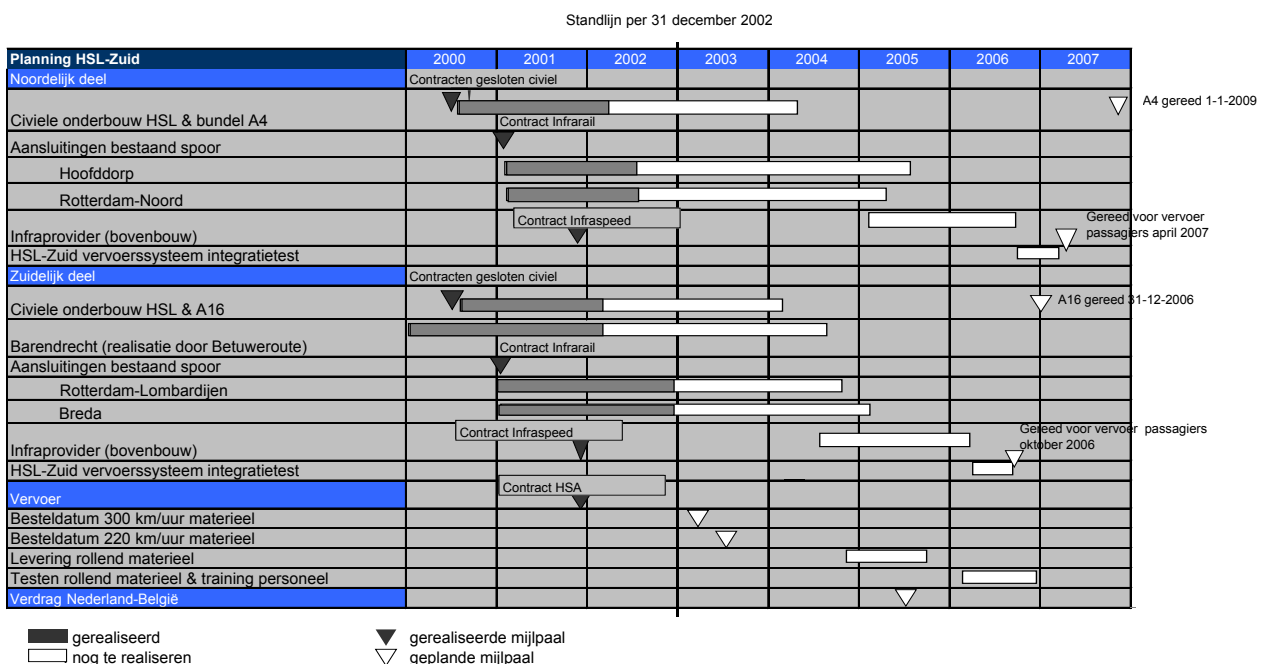 Standlijn per 31 december 2002
Planning HSL-Zuid 2000 2001 2002 2003 2004 2005 2006 2007
Noordelijk deel Contracten gesloten civiel
Civiele onderbouw HSL & bundel A4 Contract Infrarail A4 gereed 1-1-2009
Aansluitingen bestaand spoor
Hoofddorp
Rotterdam-Noord
Infraprovider (bovenbouw) Contract Infraspeed Gereed voor vervoer
passagiers april 2007
HSL-Zuid vervoerssysteem integratietest
Zuidelijk deel Contracten gesloten civiel
Civiele onderbouw HSL & A16 A16 gereed 31-12-2006
Barendrecht (realisatie door Betuweroute) Contract Infrarail
Aansluitingen bestaand spoor
Rotterdam-Lombardijen
Breda
Infraprovider (bovenbouw) Contract Infraspeed Gereed voor vervoer passagiers
oktober 2006
HSL-Zuid vervoerssysteem integratietest
Vervoer Contract HSA
Besteldatum 300 km/uur materieel
Besteldatum 220 km/uur materieel
Levering rollend materieel
Testen rollend materieel & training personeel
Verdrag Nederland-België
gerealiseerd gerealiseerde mijlpaal
nog te realiseren geplande mijlpaal